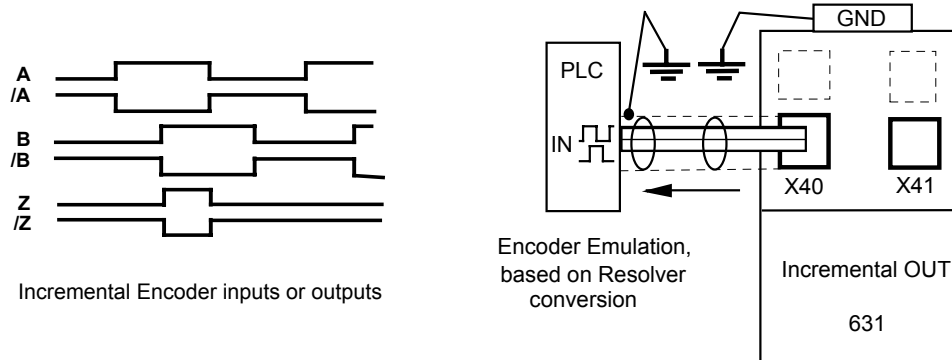 A
/A
B
/B
Z
/Z
Incremental Encoder inputs or outputs
GND
PLC
IN
X40
X41
Encoder Emulation,
based on Resolver
conversion
Incremental OUT
631